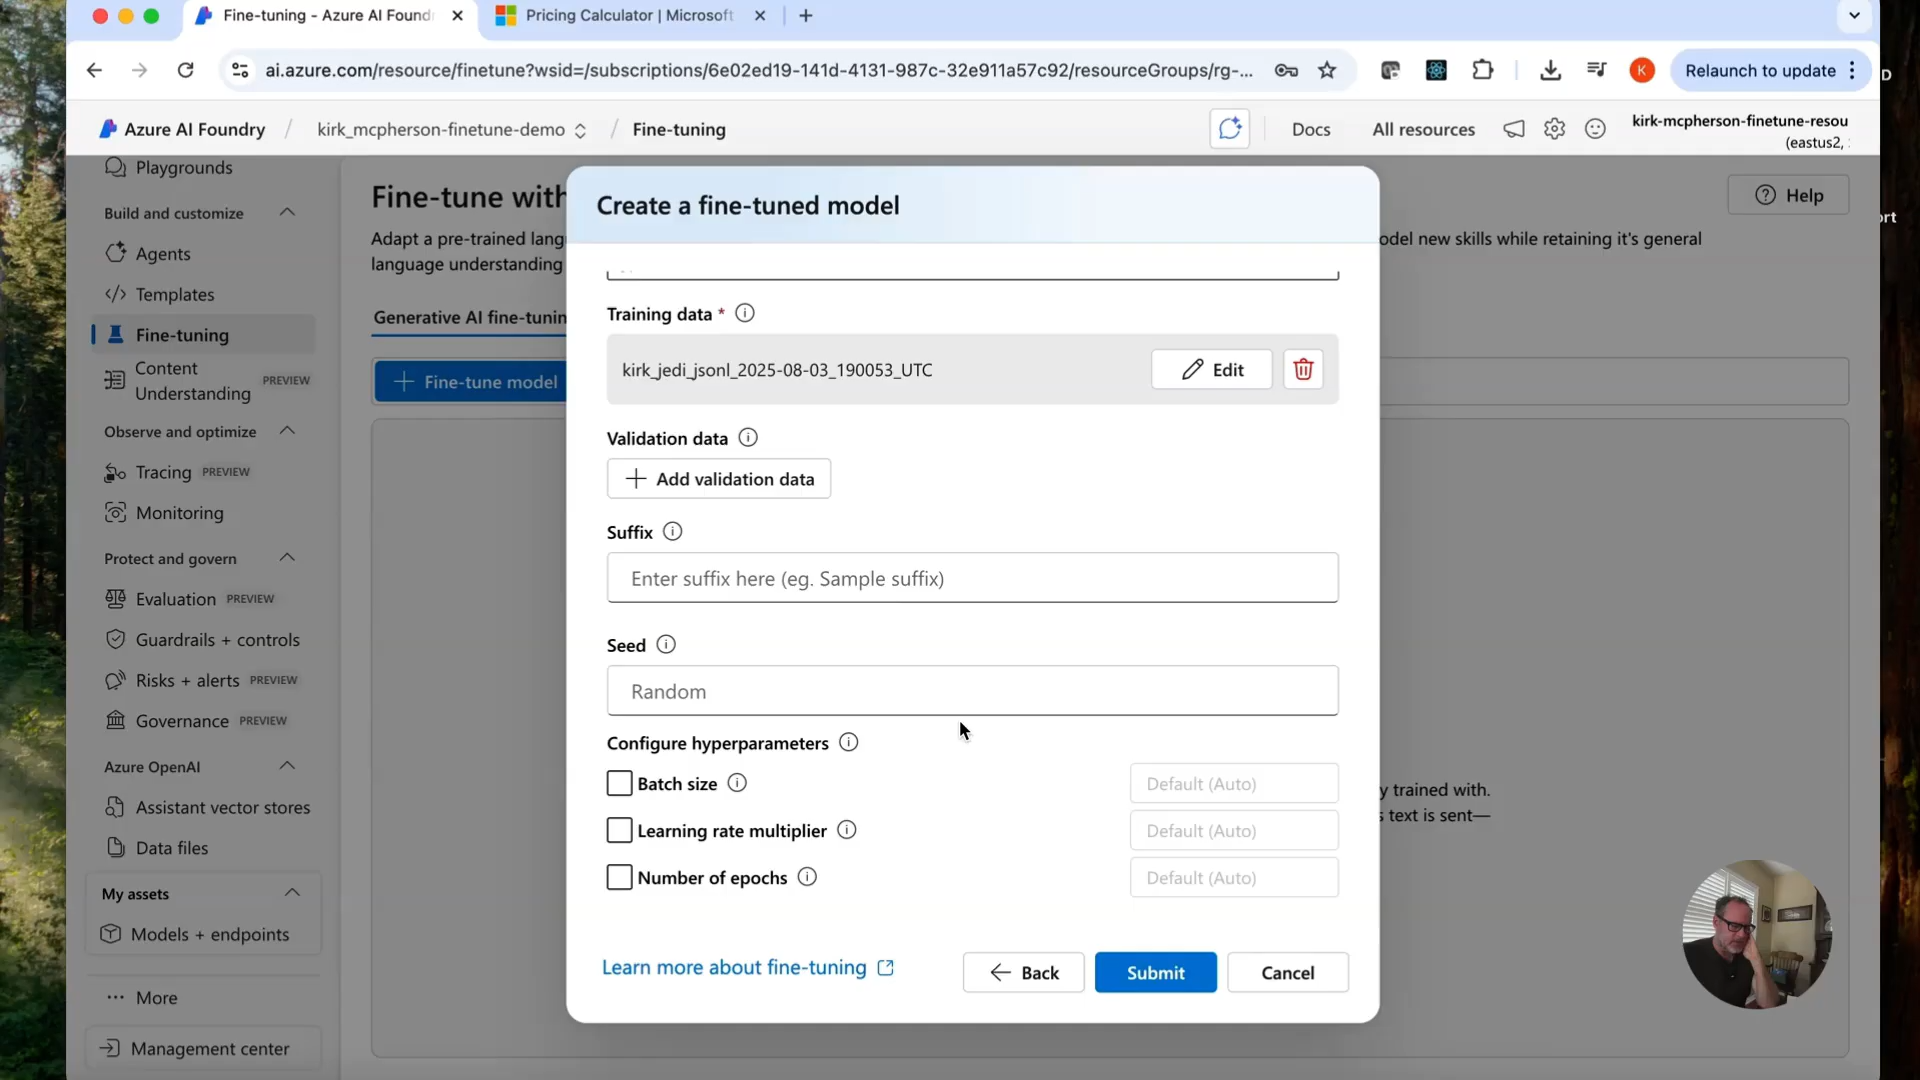 Fine-tuning - Azure AI Found
Pricing Calculator | Microsoft
ai.azure.com/resource/finetune?wsid=/subscriptions/6e02ed19-141d-4131-987c-32e911a57c92/resourceGroups/rg-...
K
Relaunch to update
D
Azure AI Foundry
/
kirk_mcpherson-finetune-demo
/
Fine-tuning
Docs
All resources
kirk-mcpherson-finetune-resou
(eastus2,
Playgrounds
Build and customize
Agents
Templates
Fine-tuning
Content
Understanding
PREVIEW
Observe and optimize
Tracing PREVIEW
Monitoring
Protect and govern
Evaluation PREVIEW
Guardrails + controls
Risks + alerts PREVIEW
Governance PREVIEW
Azure OpenAI
Assistant vector stores
Data files
My assets
Models + endpoints
More
Management center
Fine-tune with
Help
ort
Adapt a pre-trained lang
odel new skills while retaining it's general
language understanding
Generative AI fine-tunin
Fine-tune model
y trained with.
s text is sent—
Create a fine-tuned model
Training data *
kirk_jedi_jsonl_2025-08-03_190053_UTC
Edit
Validation data
Add validation data
Suffix
Enter suffix here (eg. Sample suffix)
Seed
Random
Configure hyperparameters
Batch size
Default (Auto)
Learning rate multiplier
Default (Auto)
Number of epochs
Default (Auto)
Learn more about fine-tuning
Back
Submit
Cancel